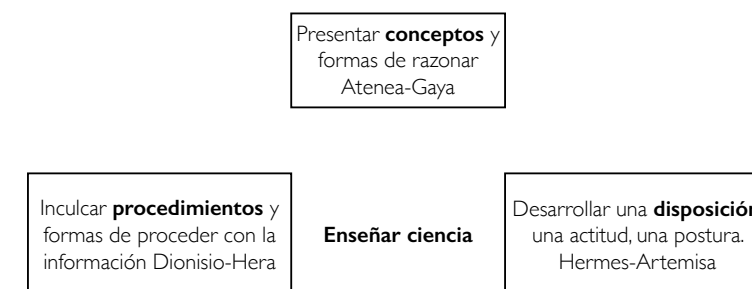 Presentar conceptos y
formas de razonar
Atenea-Gaya
Inculcar procedimientos y
formas de proceder con la
información Dionisio-Hera
Enseñar ciencia
Desarrollar una disposición
una actitud, una postura.
Hermes-Artemisa